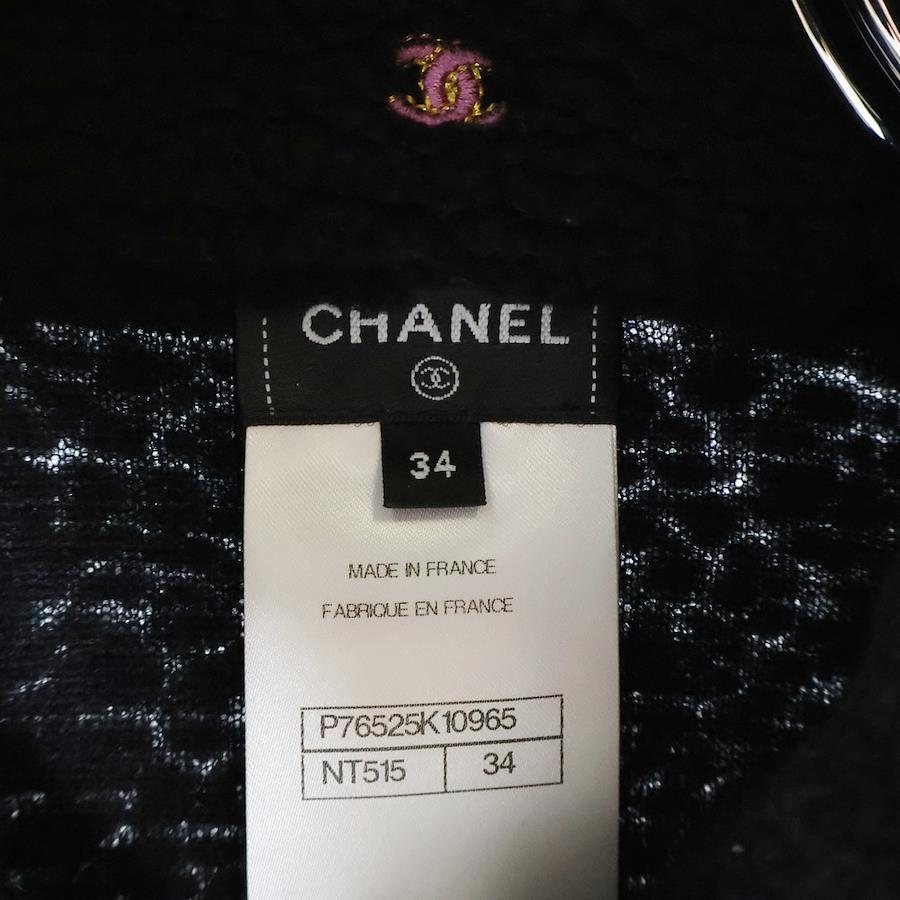 CHANEL
34
MADE IN FRANCE
FABRIQUE EN FRANCE
P76525K10965
NT515 34